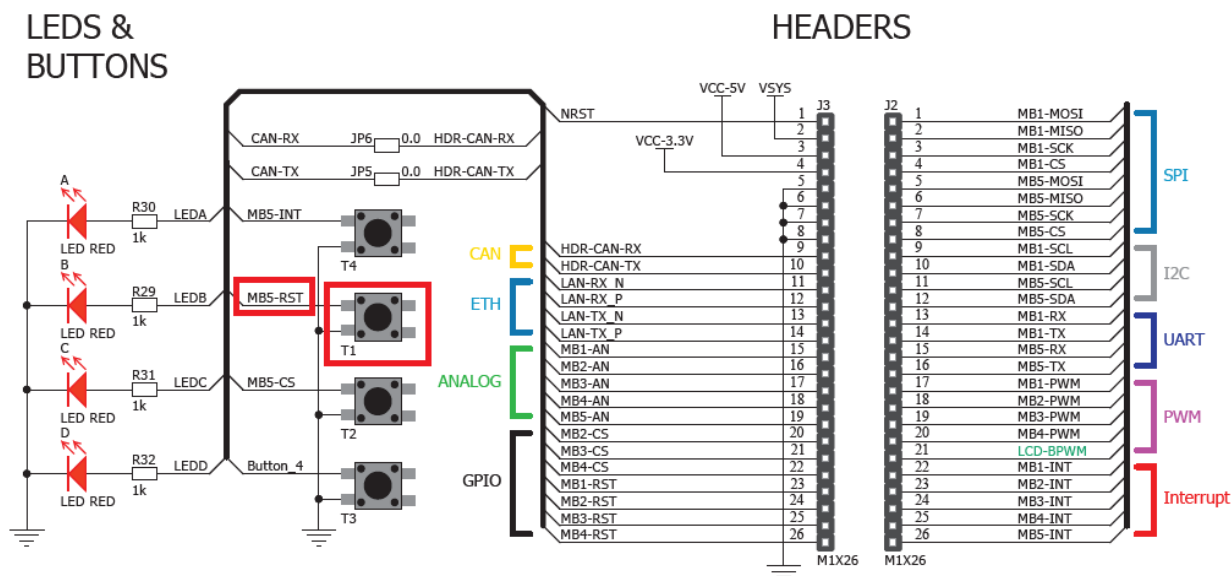 LEDS &
BUTTONS
HEADERS
CAN-RX JP6 0.0 HDR-CAN-RX
CAN-TX JP5 0.0 HDR-CAN-TX
A
LED RED
R30
1k
LEDA
MB5-INT
T4
B
LED RED
R29
1k
LEDB
MB5-RST
T1
C
LED RED
R31
1k
LEDC
MB5-CS
T2
D
LED RED
R32
1k
LEDD
Button_4
T3
CAN
ETH
ANALOG
GPIO
VCC-5V
VSYS
VCC-3.3V
J3
NRST 1
2
3
4
5
6
7
8
HDR-CAN-RX 9
HDR-CAN-TX 10
LAN-RX_N 11
LAN-RX_P 12
LAN-TX_N 13
LAN-TX_P 14
MB1-AN 15
MB2-AN 16
MB3-AN 17
MB4-AN 18
MB5-AN 19
MB2-CS 20
MB3-CS 21
MB4-CS 22
MB1-RST 23
MB2-RST 24
MB3-RST 25
MB4-RST 26
M1X26
J2
1 MB1-MOSI
2 MB1-MISO
3 MB1-SCK
4 MB1-CS
5 MB5-MOSI
6 MB5-MISO
7 MB5-SCK
8 MB5-CS
9 MB1-SCL
10 MB1-SDA
11 MB5-SCL
12 MB5-SDA
13 MB1-RX
14 MB1-TX
15 MB5-RX
16 MB5-TX
17 MB1-PWM
18 MB2-PWM
19 MB3-PWM
20 MB4-PWM
21 LCD-BPWM
22 MB1-INT
23 MB2-INT
24 MB3-INT
25 MB4-INT
26 MB5-INT
M1X26
SPI
I2C
UART
PWM
Interrupt